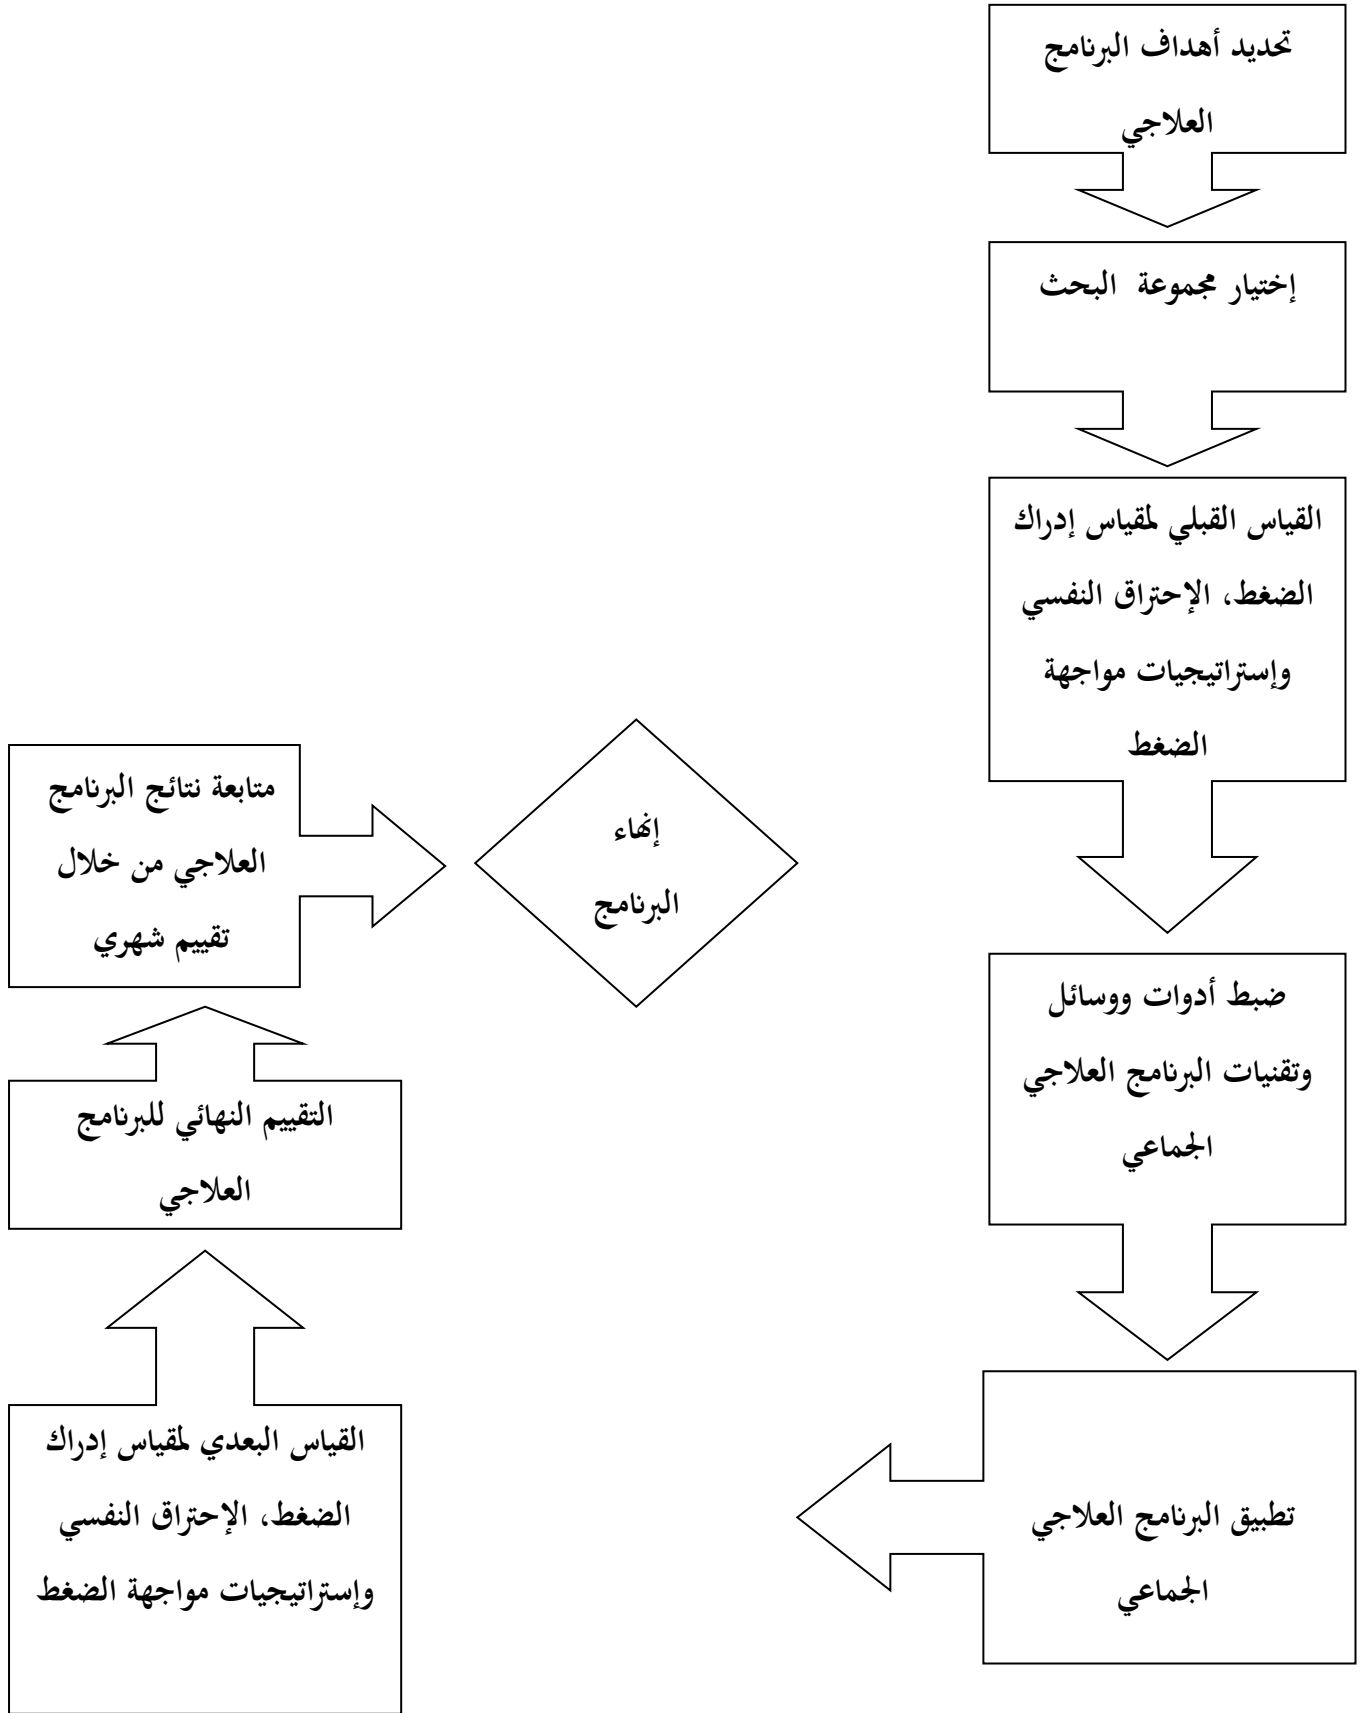 تحديد أهداف البرنامج
العلاجي
إختيار مجموعة البحث
القياس القبلي لمقياس إدراك
الضغط، الإحتراق النفسي
وإستراتيجيات مواجهة
الضغط
ضبط أدوات ووسائل
وتقنيات البرنامج العلاجي
الجماعي
تطبيق البرنامج العلاجي
الجماعي
القياس البعدي لمقياس إدراك
الضغط، الإحتراق النفسي
وإستراتيجيات مواجهة الضغط
التقييم النهائي للبرنامج
العلاجي
متابعة نتائج البرنامج
العلاجي من خلال
تقييم شهري
إنهاء
البرنامج